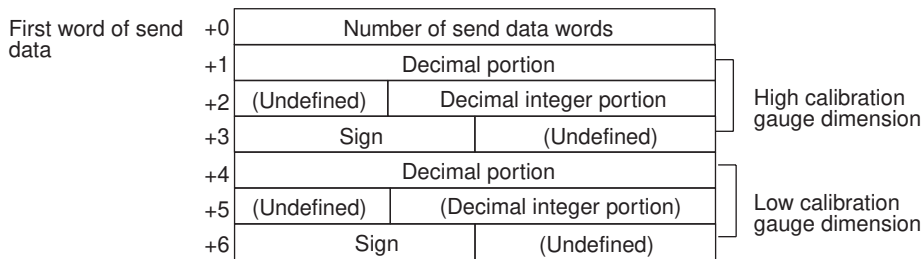 First word of send
data
+0 Number of send data words
+1 Decimal portion
+2 (Undefined) Decimal integer portion
+3 Sign (Undefined)
High calibration
gauge dimension
+4 Decimal portion
+5 (Undefined) (Decimal integer portion)
+6 Sign (Undefined)
Low calibration
gauge dimension